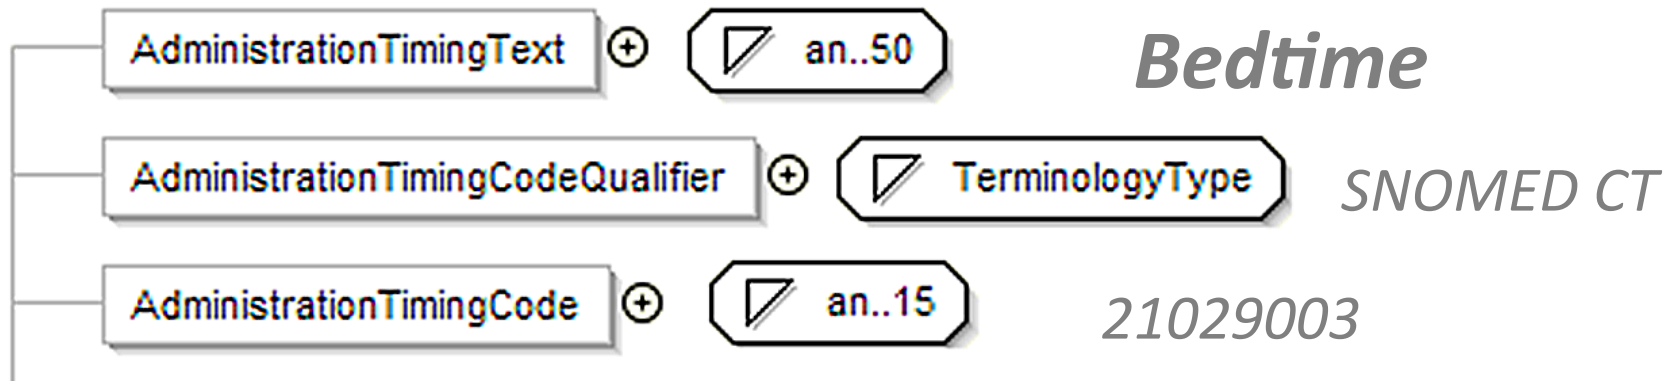 AdministrationTimingText an..50 Bedtime
AdministrationTimingCodeQualifier TerminologyType SNOMED CT
AdministrationTimingCode an..15 21029003